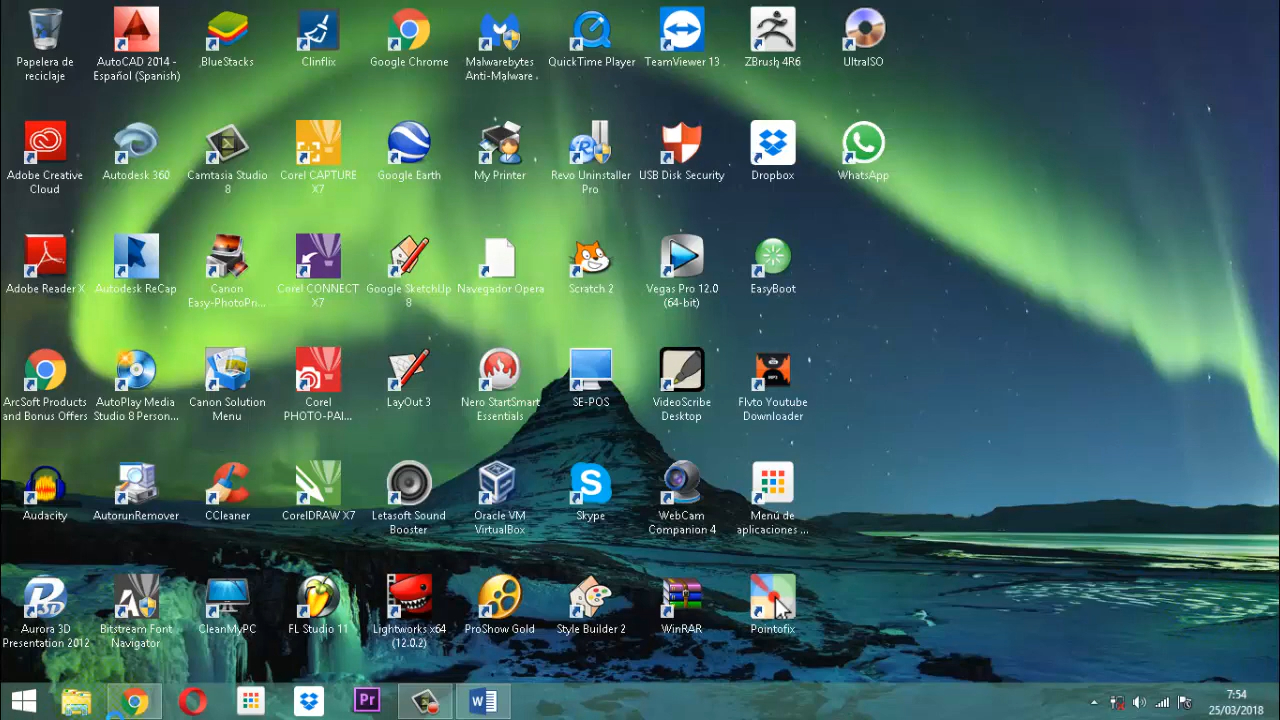 Papelera de
reciclaje
AutoCAD 2014 -
Español (Spanish)
BlueStacks
Clinflix
Google Chrome
Malwarebytes
Anti-Malware
QuickTime Player
TeamViewer 13
ZBrush 4R6
UltraISO
Adobe Creative
Cloud
Autodesk 360
Camtasia Studio
8
Corel CAPTURE
X7
Google Earth
My Printer
Revo Uninstaller
Pro
USB Disk Security
Dropbox
WhatsApp
Adobe Reader X
Autodesk ReCap
Canon
Easy-PhotoPri...
Corel CONNECT
X7
Google SketchUp
8
Navegador Opera
Scratch 2
Vegas Pro 12.0
(64-bit)
EasyBoot
ArcSoft Products
and Bonus Offers
AutoPlay Media
Studio 8 Person...
Canon Solution
Menu
Corel
PHOTO-PAI...
LayOut 3
Nero StartSmart
Essentials
SE-POS
VideoScribe
Desktop
Flvto Youtube
Downloader
Audacity
AutorunRemover
CCleaner
CorelDRAW X7
Letasoft Sound
Booster
Oracle VM
VirtualBox
Skype
WebCam
Companion 4
Menú de
aplicaciones ...
Aurora 3D
Presentation 2012
Bitstream Font
Navigator
CleanMyPC
FL Studio 11
Lightworks x64
(12.0.2)
ProShow Gold
Style Builder 2
WinRAR
Pointofix
Pr
7:54
25/03/2018